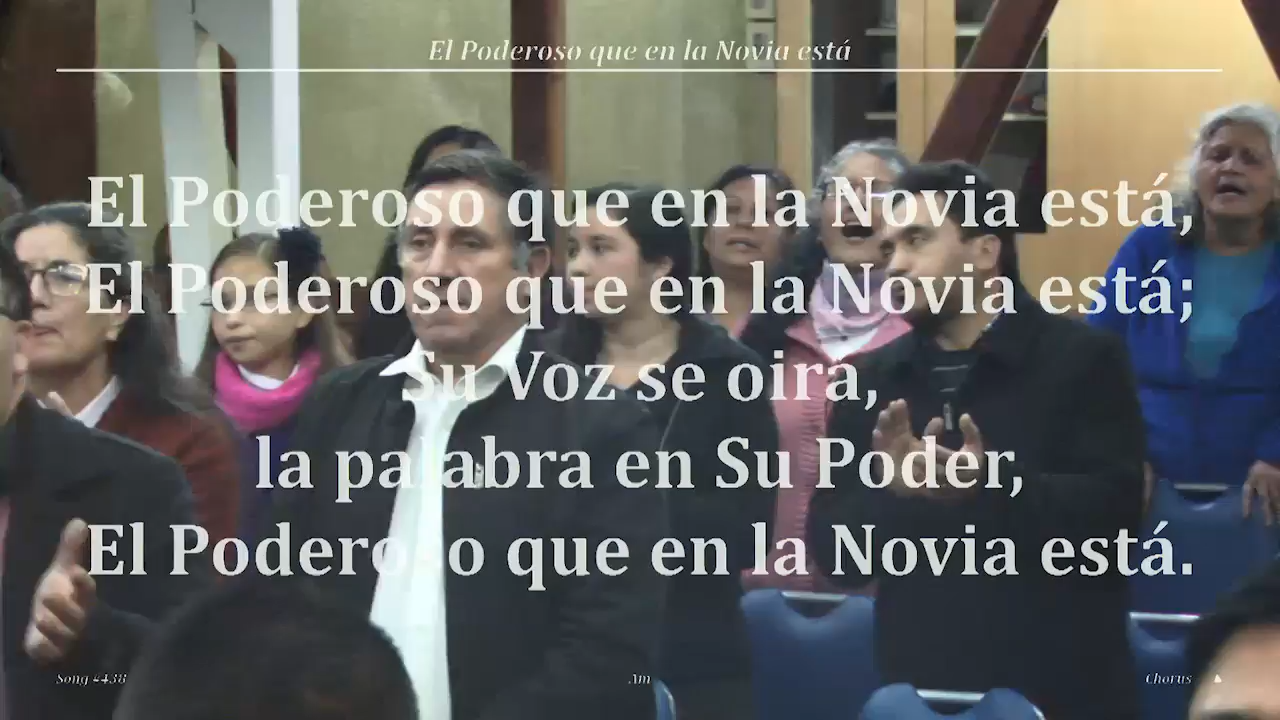 El Poderoso que en la Novia está
El Poderoso que en la Novia está,
El Poderoso que en la Novia está;
Su Voz se oirá,
la palabra en Su Poder,
El Poderoso que en la Novia está.
Song #438
Am
Chorus